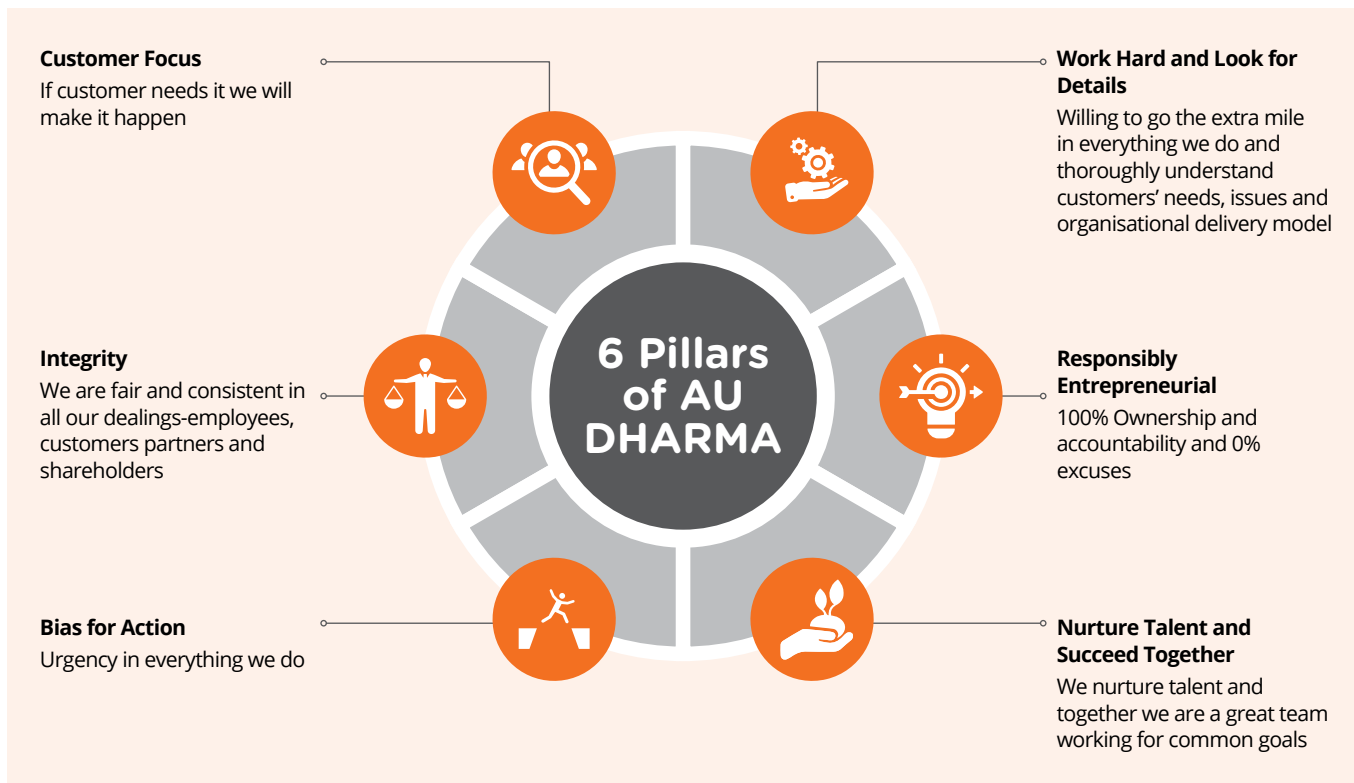 Customer Focus
If customer needs it we will
make it happen
Integrity
We are fair and consistent in
all our dealings-employees,
customers partners and
shareholders
Bias for Action
Urgency in everything we do
6 Pillars
of AU
DHARMA
Work Hard and Look for
Details
Willing to go the extra mile
in everything we do and
thoroughly understand
customers’ needs, issues and
organisational delivery model
Responsibly
Entrepreneurial
100% Ownership and
accountability and 0%
excuses
Nurture Talent and
Succeed Together
We nurture talent and
together we are a great team
working for common goals